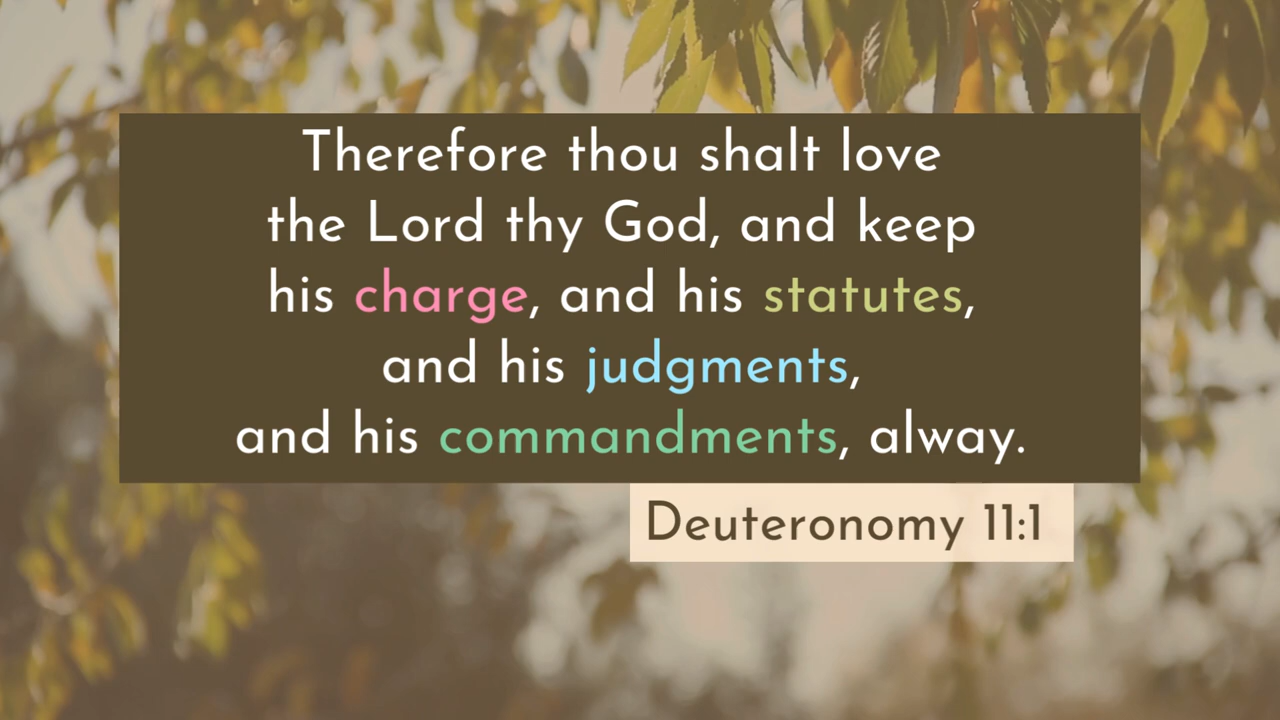 Therefore thou shalt love
the Lord thy God, and keep
his charge, and his statutes,
and his judgments,
and his commandments, alway.
Deuteronomy 11:1